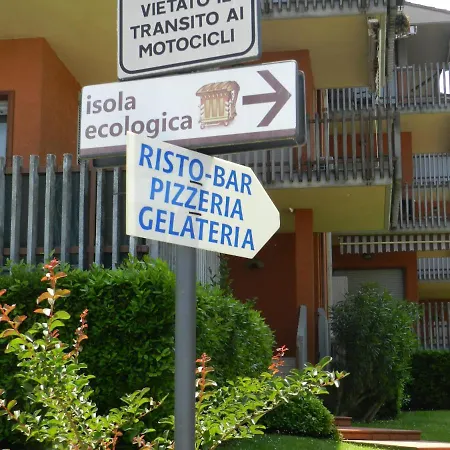 VIETATO IL
TRANSITO AI
MOTOCICLI
isola
ecologica
RISTO-BAR
PIZZERIA
GELATERIA